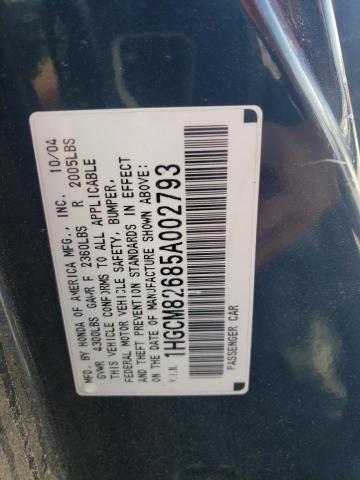 MFD. BY HONDA OF AMERICA MFG., INC. 10/04
GVWR 4300LBS GAWR F 2360LBS R 2005LBS
THIS VEHICLE CONFORMS TO ALL APPLICABLE
FEDERAL MOTOR VEHICLE SAFETY, BUMPER,
AND THEFT PREVENTION STANDARDS IN EFFECT
ON THE DATE OF MANUFACTURE SHOWN ABOVE:
V.I.N. 1HGCM82685A002793
PASSENGER CAR